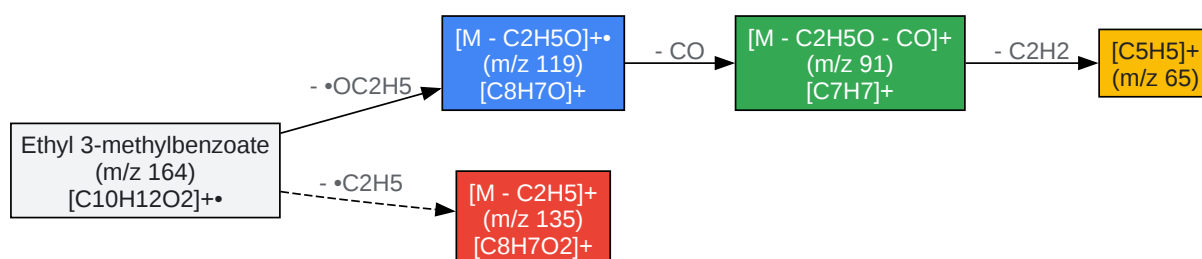 Ethyl 3-methylbenzoate
(m/z 164)
[C10H12O2]+•
- •OC2H5
- •C2H5
[M - C2H5O]+•
(m/z 119)
[C8H7O]+
- CO
[M - C2H5O - CO]+
(m/z 91)
[C7H7]+
- C2H2
[C5H5]+
(m/z 65)
[M - C2H5]+
(m/z 135)
[C8H7O2]+